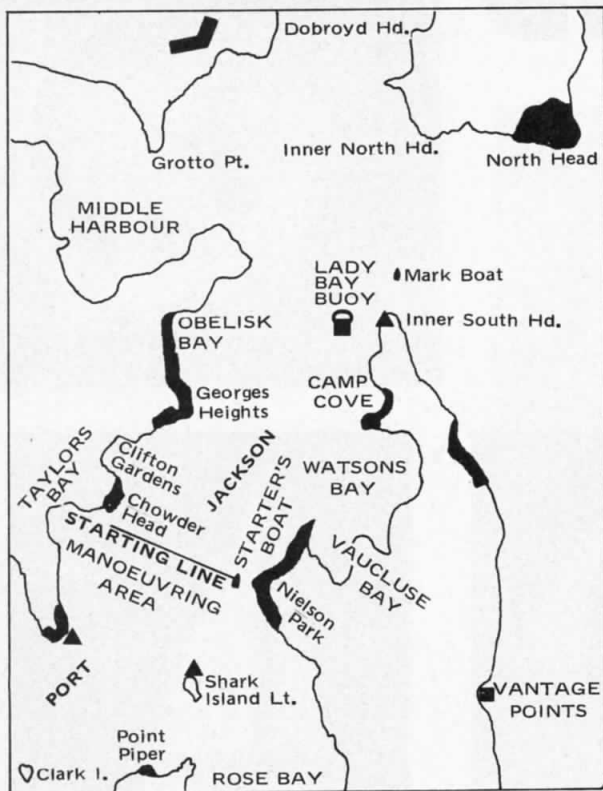 Dobroyd Hd.
Grotto Pt.
Inner North Hd.
North Head
MIDDLE
HARBOUR
LADY
BAY
BUOY
Mark Boat
OBELISK
BAY
Inner South Hd.
Georges
Heights
CAMP
COVE
TAYLORS
BAY
Clifton
Gardens
JACKSON
WATSONS
BAY
Chowder
Head
STARTER'S
BOAT
STARTING LINE
MANOEUVRING
AREA
VAUCLUSE
BAY
Nielson
Park
PORT
Shark
Island Lt.
VANTAGE
POINTS
Point
Piper
Clark I.
ROSE BAY